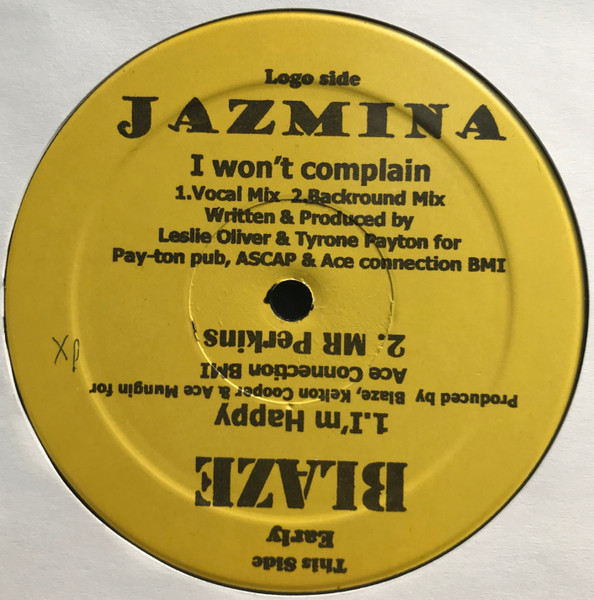 Logo side
JAZMINA
I won't complain
1.Vocal Mix 2.Backround Mix
Written & Produced by
Leslie Oliver & Tyrone Payton for
Pay-ton pub, ASCAP & Ace connection BMI
This Side
Early
BLAZE
1.I'm Happy
Produced by Blaze, Kelton Cooper & Ace Mungin for
Ace Connection BMI
2. MR Perkins